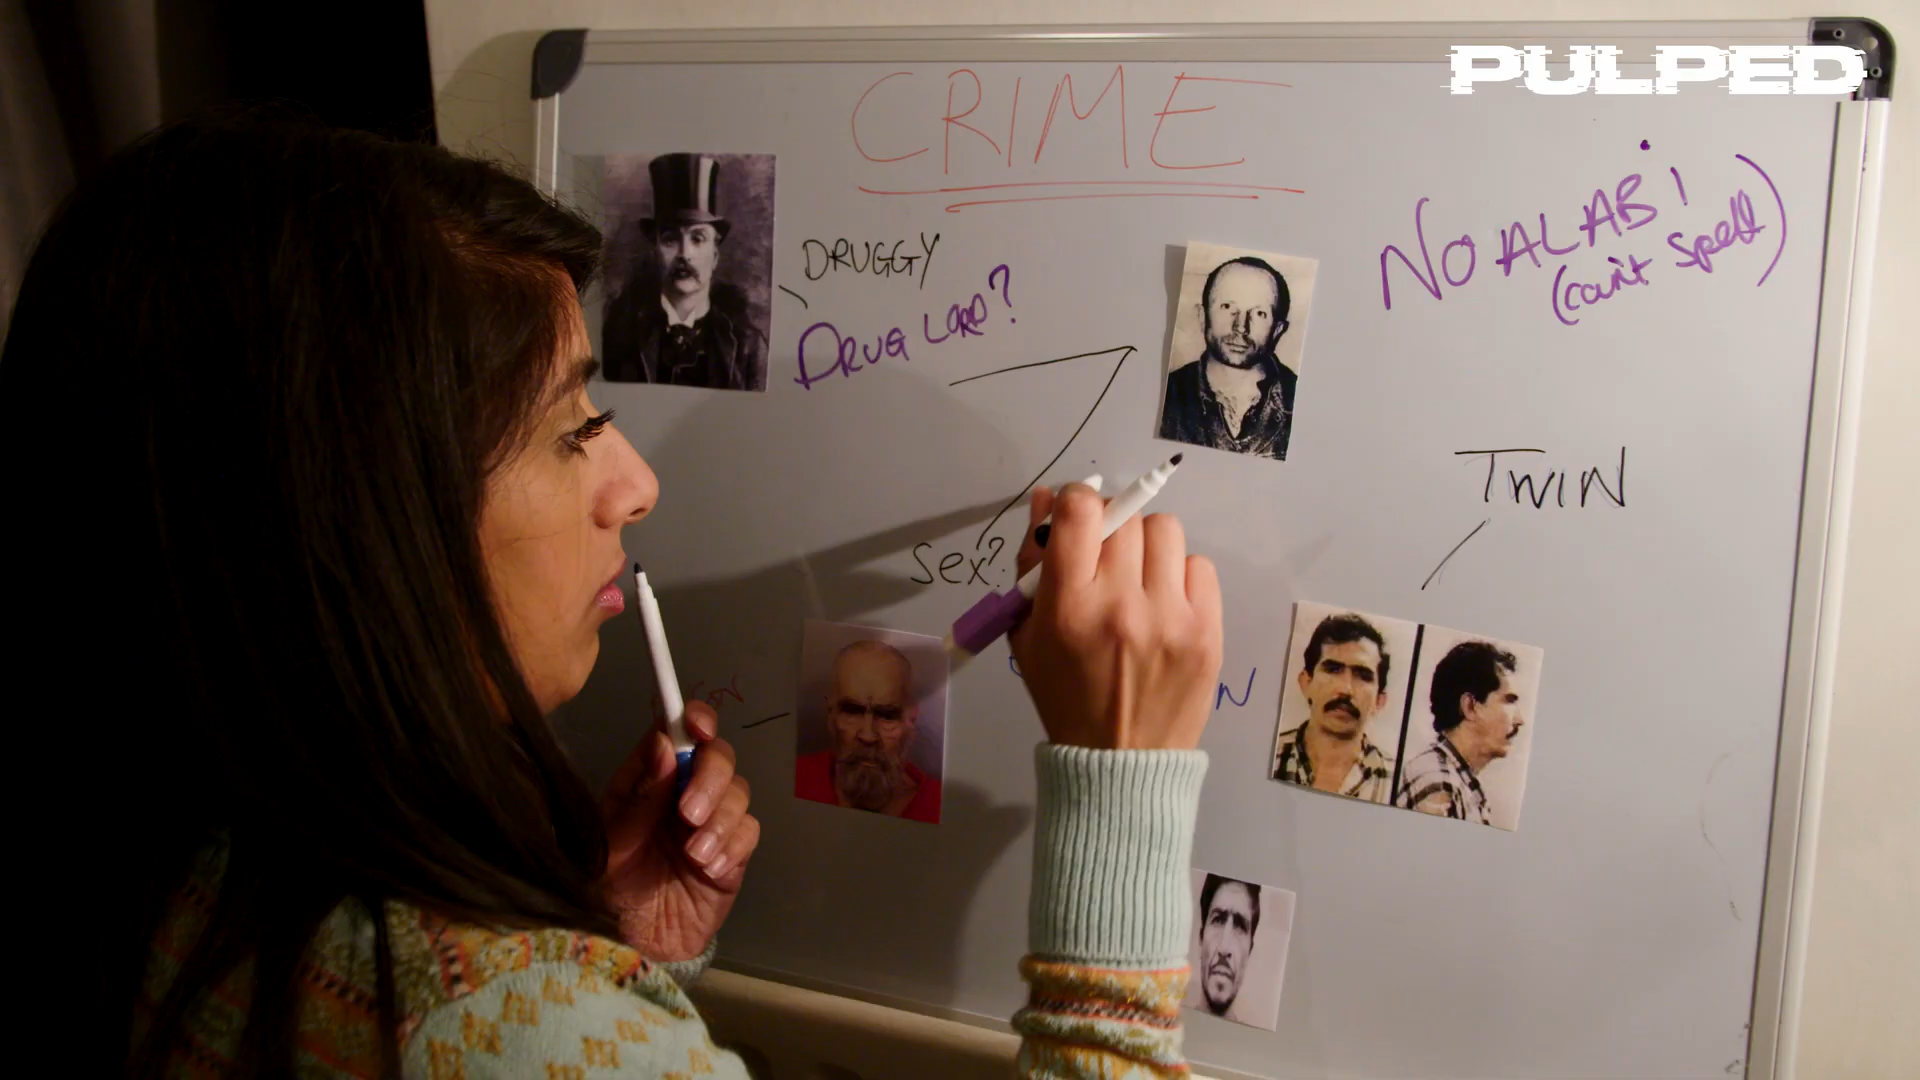 PULPED
CRIME
DRUGGY
DRUG LORD?
NO ALABI
(can't spell)
TWIN
Sex?
N